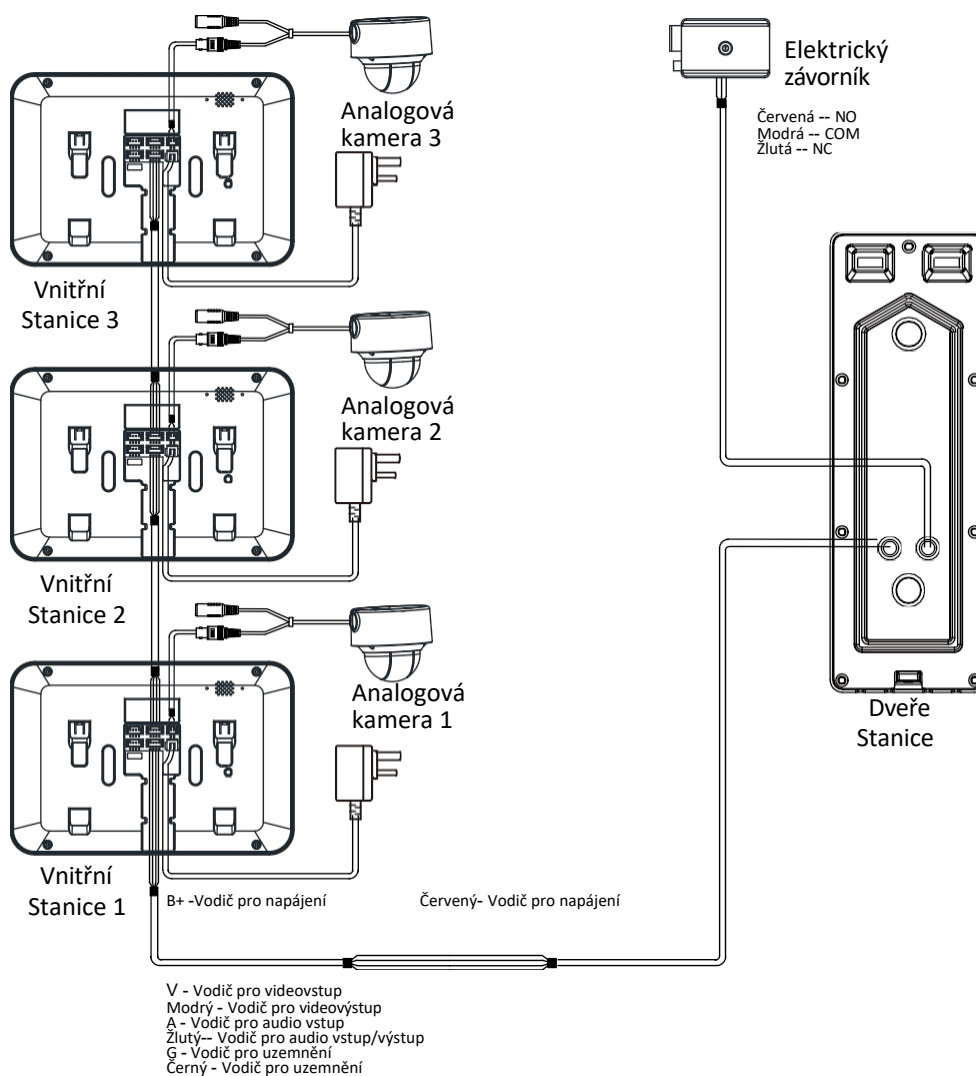 Analogová
kamera 3
Elektrický
závorník
Červená -- NO
Modrá -- COM
Žlutá -- NC
Vnitřní
Stanice 3
Analogová
kamera 2
Vnitřní
Stanice 2
Analogová
kamera 1
Dveře
Stanice
Vnitřní
Stanice 1
B+ -Vodič pro napájení
Červený- Vodič pro napájení
V - Vodič pro videovstup
Modrý - Vodič pro videovýstup
A - Vodič pro audio vstup
Žlutý-- Vodič pro audio vstup/výstup
G - Vodič pro uzemnění
Černý - Vodič pro uzemnění